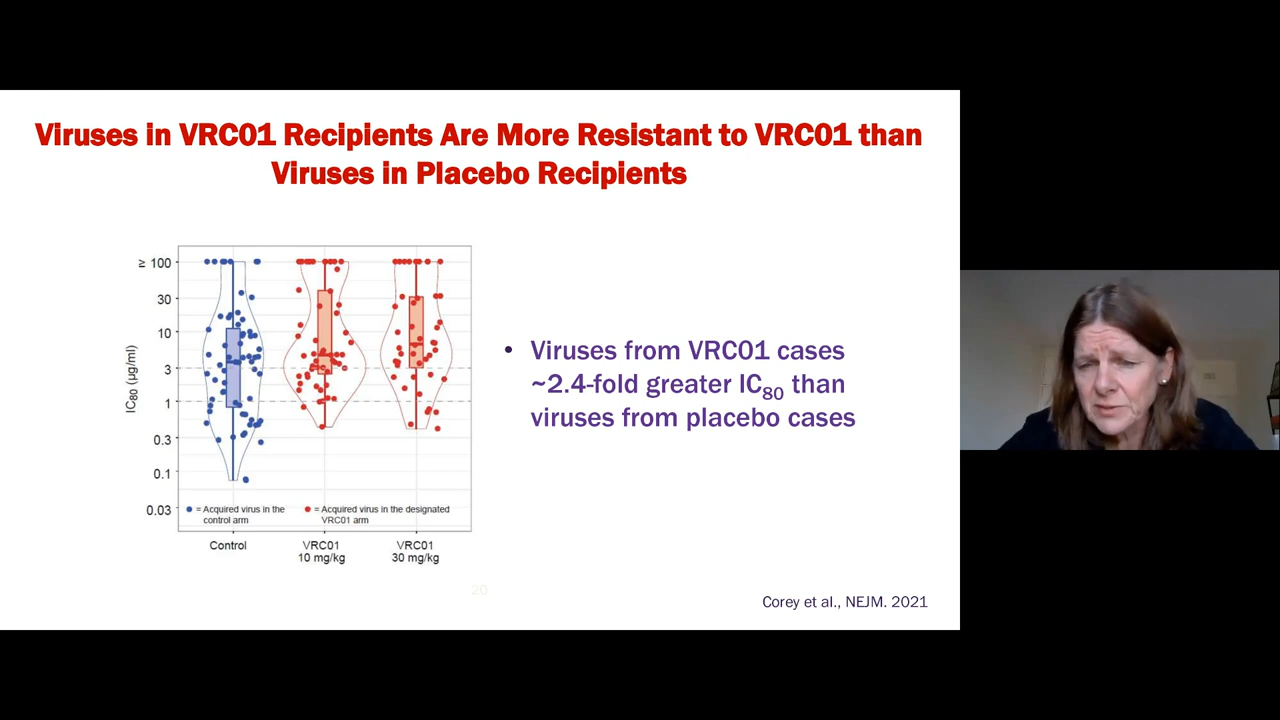 Viruses in VRC01 Recipients Are More Resistant to VRC01 than
Viruses in Placebo Recipients
≥ 100
30
10
3
1
0.3
0.1
0.03
IC80 (µg/ml)
= Acquired virus in the
control arm
= Acquired virus in the designated
VRC01 arm
Control
VRC01
10 mg/kg
VRC01
30 mg/kg
• Viruses from VRC01 cases
~2.4-fold greater IC80 than
viruses from placebo cases
20
Corey et al., NEJM. 2021